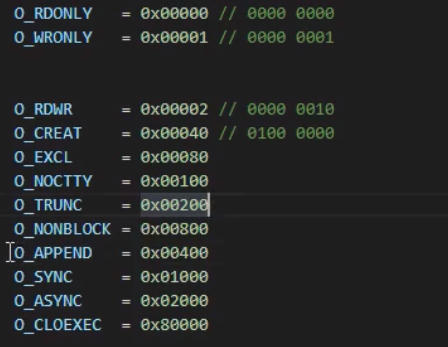 O_RDONLY = 0x00000 // 0000 0000
O_WRONLY = 0x00001 // 0000 0001
O_RDWR = 0x00002 // 0000 0010
O_CREAT = 0x00040 // 0100 0000
O_EXCL = 0x00080
O_NOCTTY = 0x00100
O_TRUNC = 0x00200
O_NONBLOCK = 0x00800
O_APPEND = 0x00400
O_SYNC = 0x01000
O_ASYNC = 0x02000
O_CLOEXEC = 0x80000